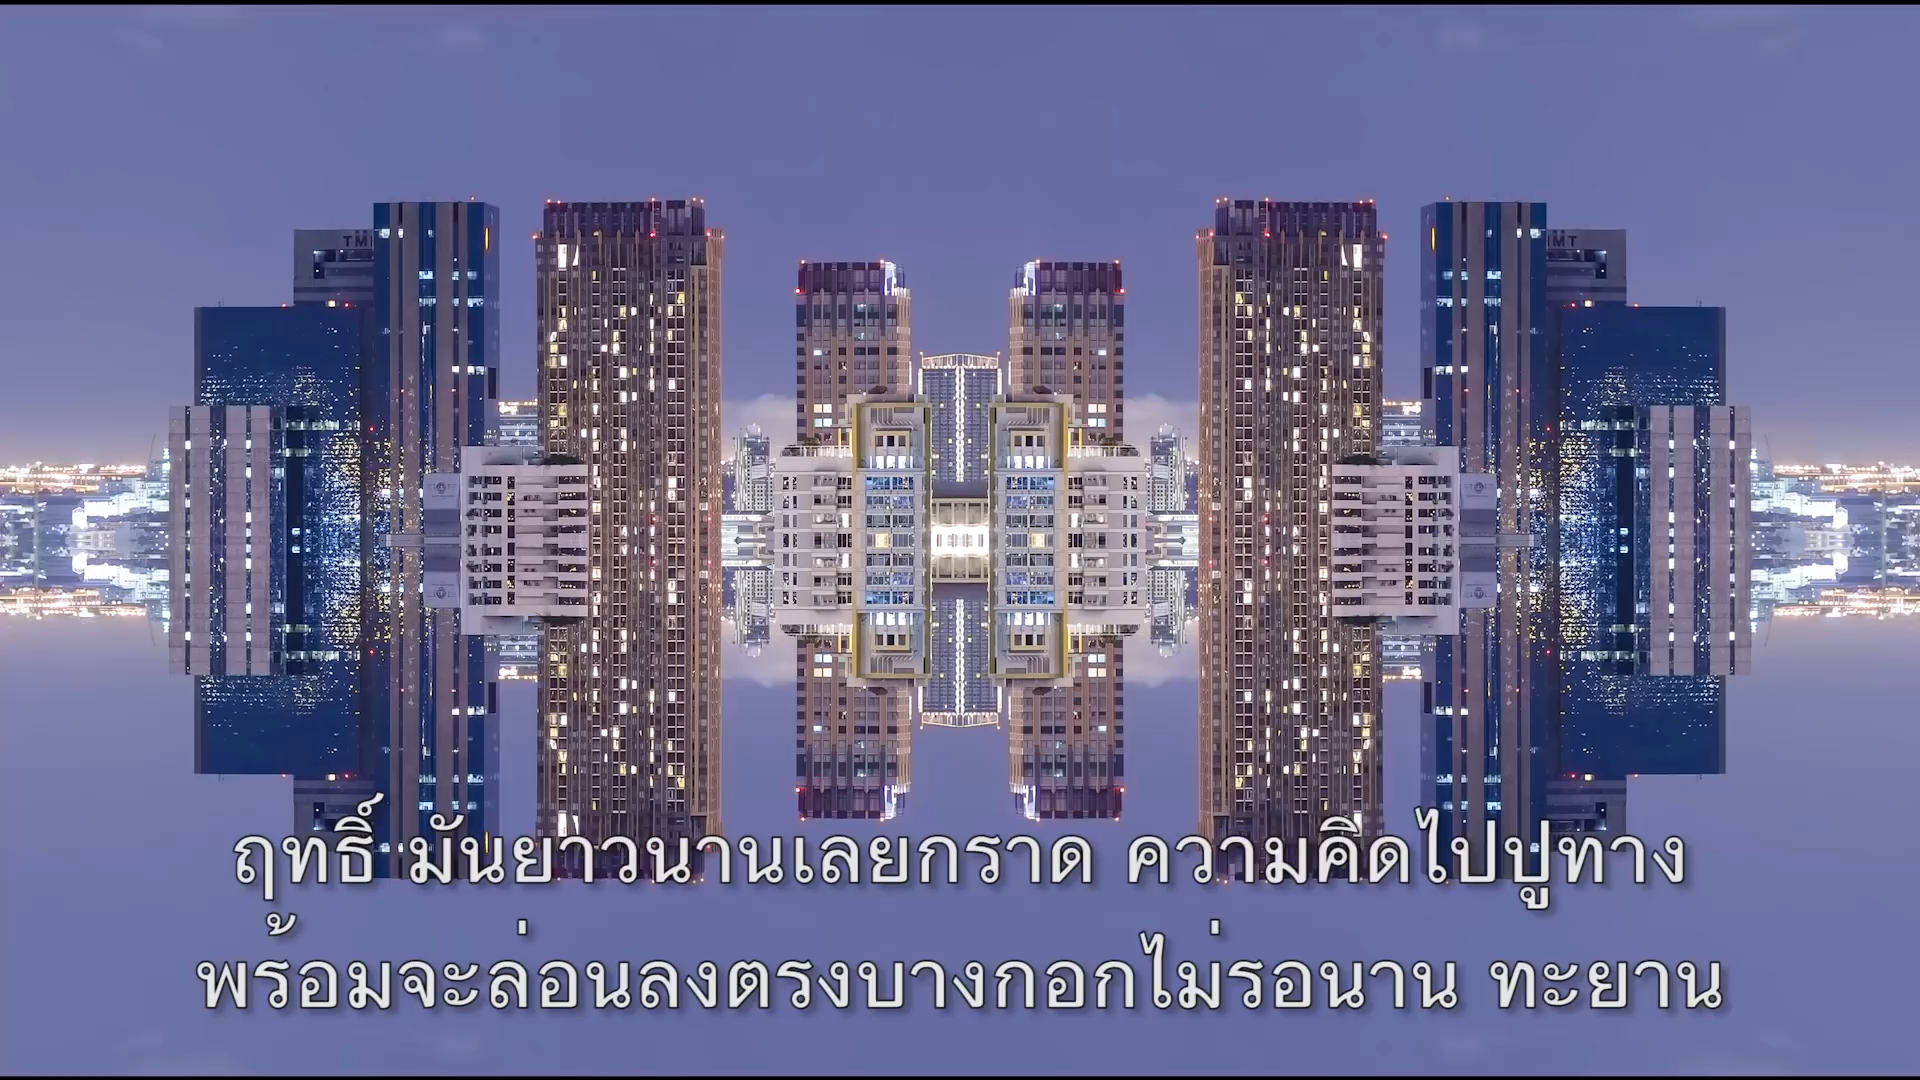 ฤทธิ์ มันยาวนานเลยกราด ความคิดไปปูทาง
พร้อมจะล่อนลงตรงบางกอกไม่รอนาน ทะยาน